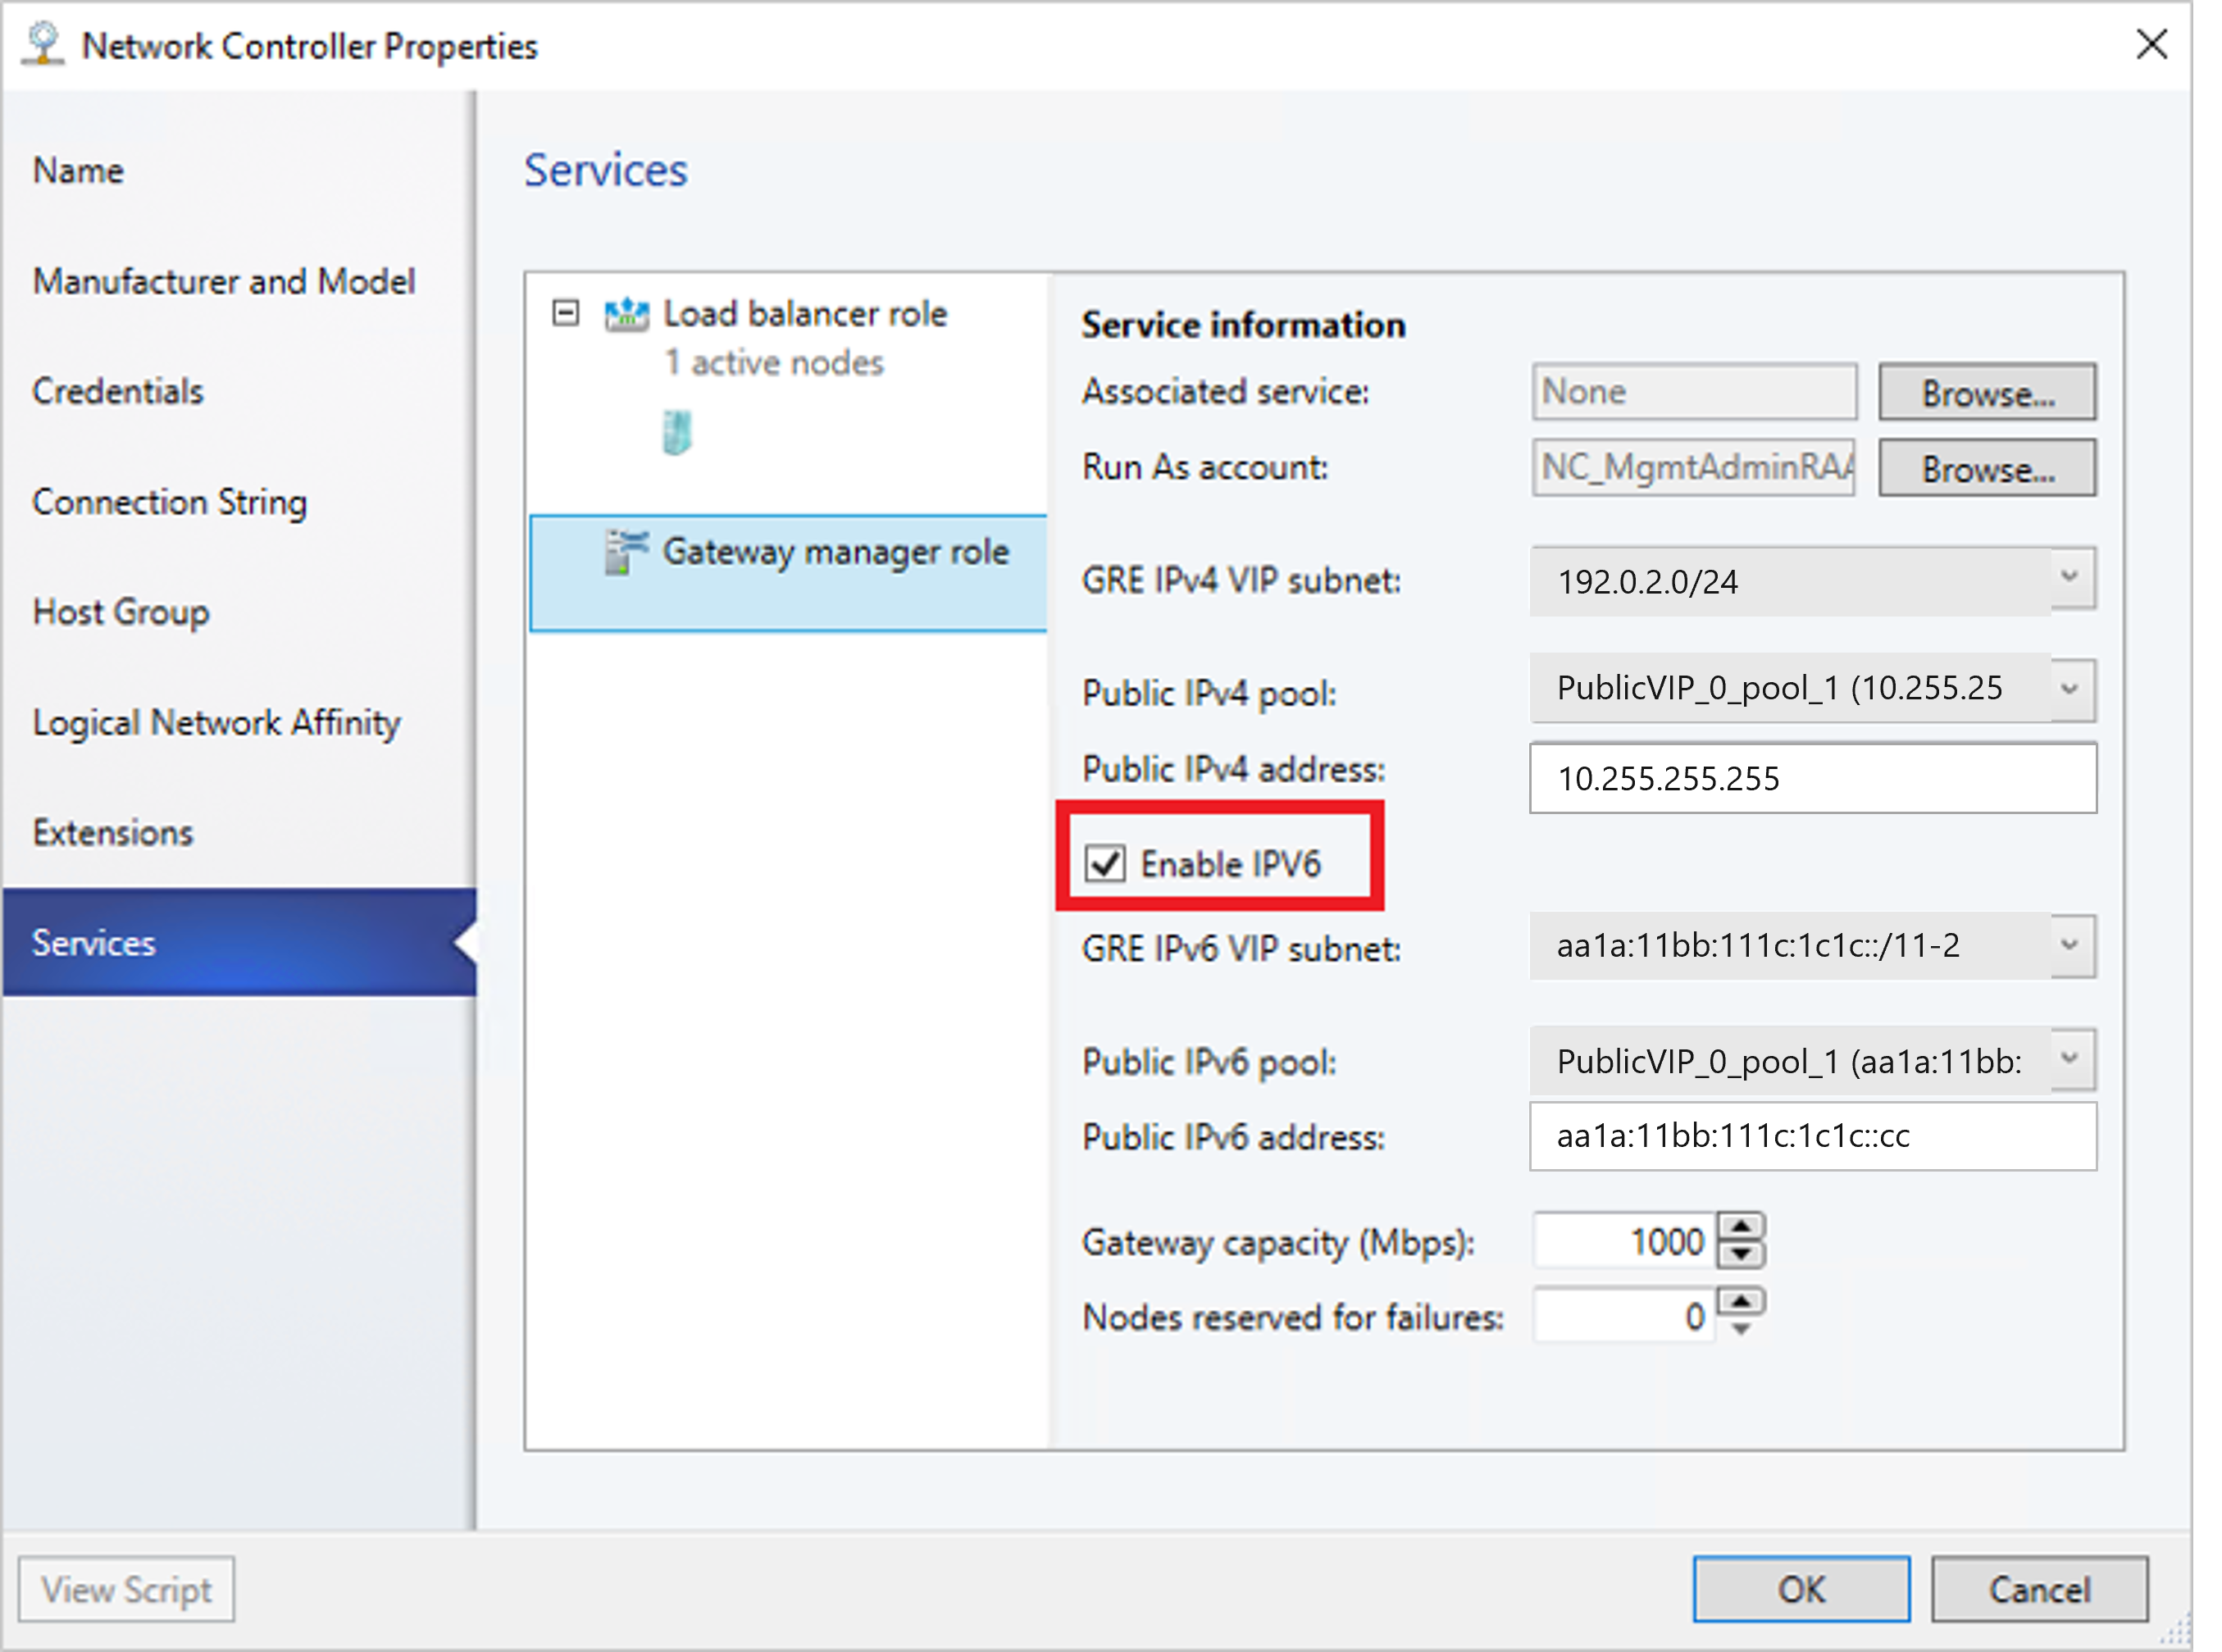 Network Controller Properties
Name
Manufacturer and Model
Credentials
Connection String
Host Group
Logical Network Affinity
Extensions
Services
Services
Load balancer role
1 active nodes
Gateway manager role
Service information
Associated service: None Browse...
Run As account: NC_MgmtAdminRAA Browse...
GRE IPv4 VIP subnet: 192.0.2.0/24
Public IPv4 pool: PublicVIP_0_pool_1 (10.255.25
Public IPv4 address: 10.255.255.255
Enable IPV6
GRE IPv6 VIP subnet: aa1a:11bb:111c:1c1c::/11-2
Public IPv6 pool: PublicVIP_0_pool_1 (aa1a:11bb:
Public IPv6 address: aa1a:11bb:111c:1c1c::cc
Gateway capacity (Mbps): 1000
Nodes reserved for failures: 0
View Script OK Cancel